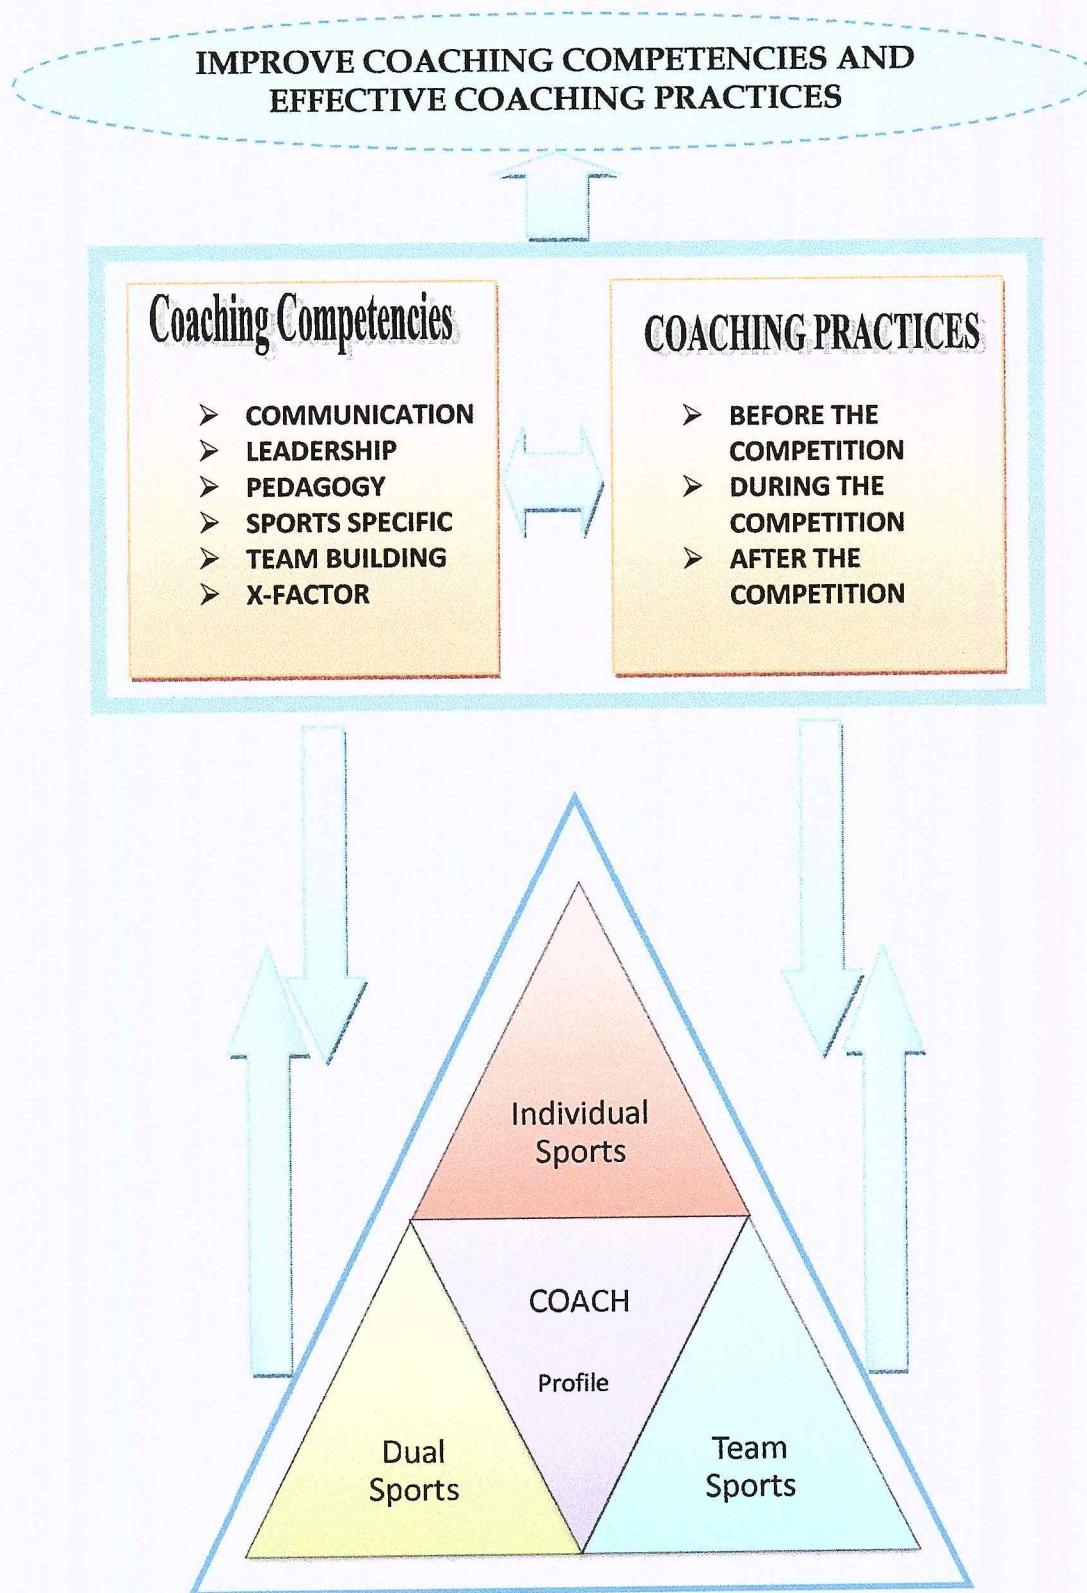 IMPROVE COACHING COMPETENCIES AND
EFFECTIVE COACHING PRACTICES
Coaching Competencies
➢ COMMUNICATION
➢ LEADERSHIP
➢ PEDAGOGY
➢ SPORTS SPECIFIC
➢ TEAM BUILDING
➢ X-FACTOR
COACHING PRACTICES
➢ BEFORE THE
COMPETITION
➢ DURING THE
COMPETITION
➢ AFTER THE
COMPETITION
Individual
Sports
COACH
Profile
Dual
Sports
Team
Sports